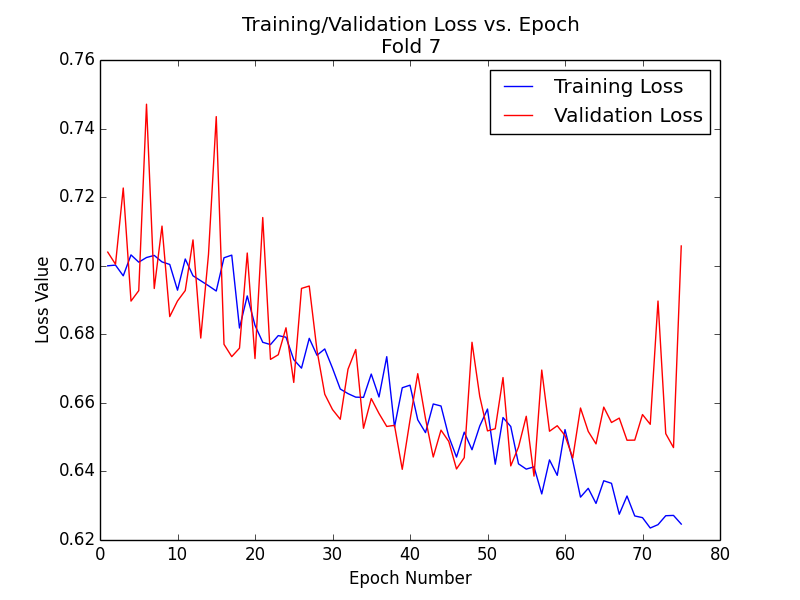 Training/Validation Loss vs. Epoch
Fold 7
Training Loss
Validation Loss
Loss Value
0.76
0.74
0.72
0.70
0.68
0.66
0.64
0.62
0 10 20 30 40 50 60 70 80
Epoch Number